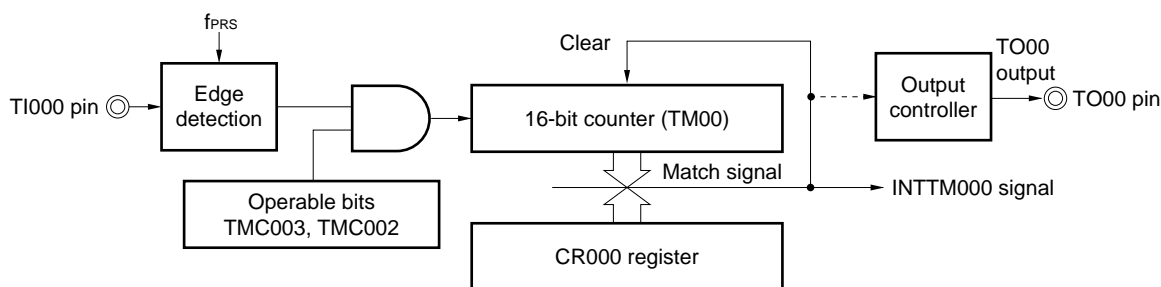 fPRS
TI000 pin
Edge
detection
Operable bits
TMC003, TMC002
Clear
16-bit counter (TM00)
Match signal
CR000 register
INTTM000 signal
Output
controller
TO00
output
TO00 pin